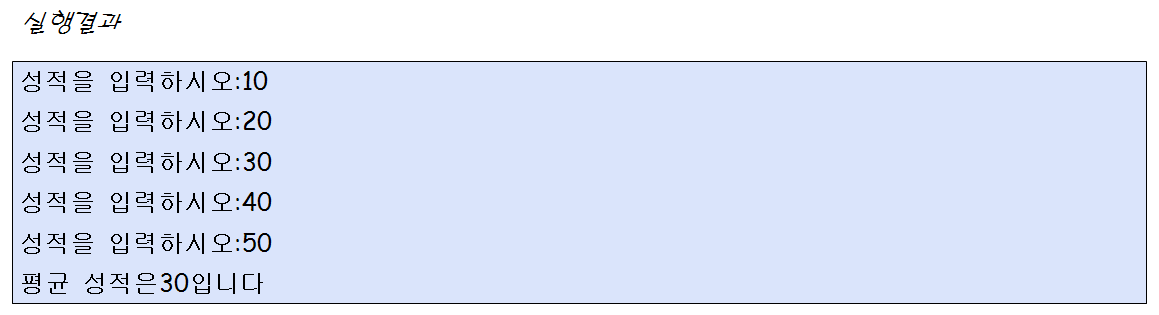 실행결과
성적을 입력하시오:10
성적을 입력하시오:20
성적을 입력하시오:30
성적을 입력하시오:40
성적을 입력하시오:50
평균 성적은30입니다